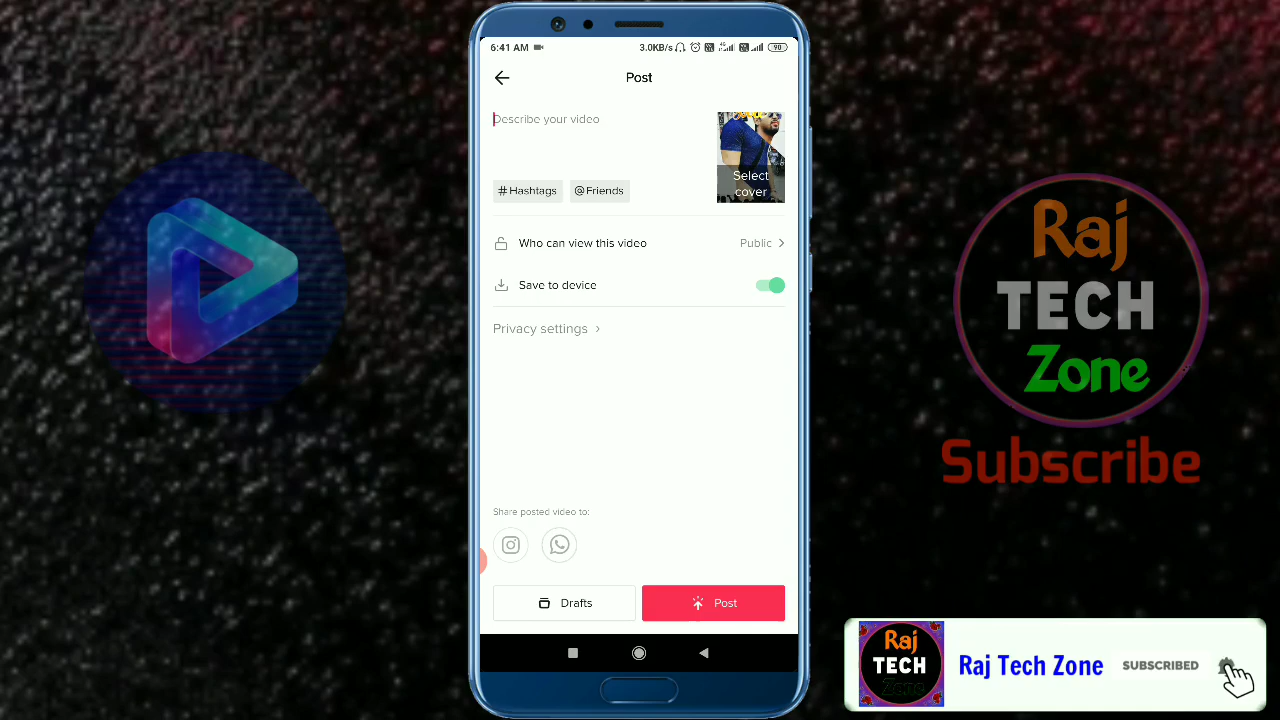 6:41 AM
3.0KB/s
4G
90
Post
Describe your video
Select
cover
# Hashtags
@ Friends
Who can view this video
Public
Save to device
Privacy settings
Share posted video to:
Drafts
Post
Raj
TECH
Zone
Subscribe
Raj
TECH
Zone
Raj Tech Zone
SUBSCRIBED